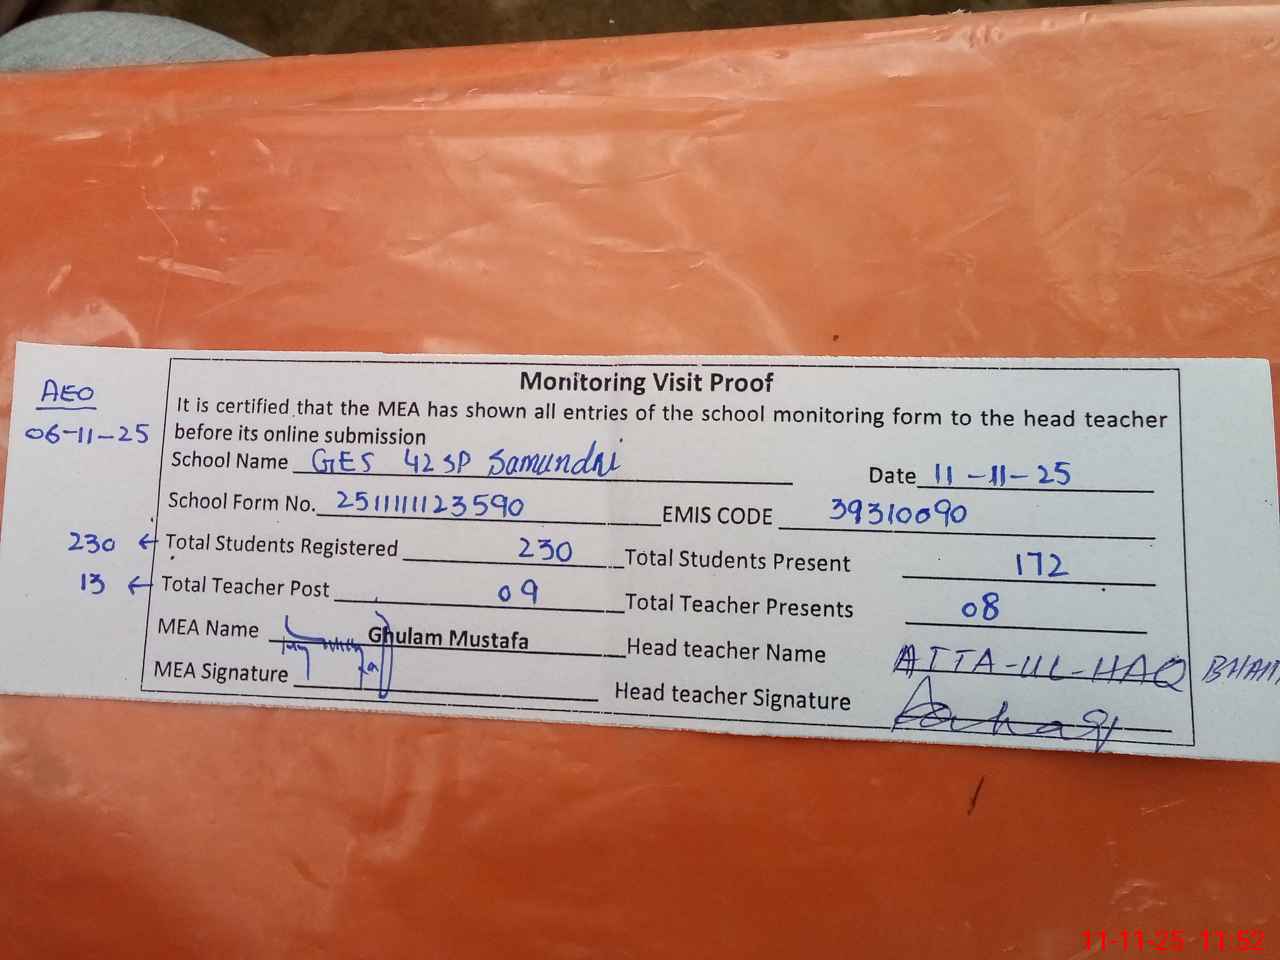 Monitoring Visit Proof
It is certified that the MEA has shown all entries of the school monitoring form to the head teacher
before its online submission
AEO
06-11-25
School Name GES 42 SP Samundri Date 11-11-25
School Form No. 2511111123590 EMIS CODE 39310090
230 ← Total Students Registered 230 Total Students Present 172
13 ← Total Teacher Post 09 Total Teacher Presents 08
MEA Name Ghulam Mustafa Head teacher Name ATTA-UL-HAQ
MEA Signature Head teacher Signature
11-11-25 11:52